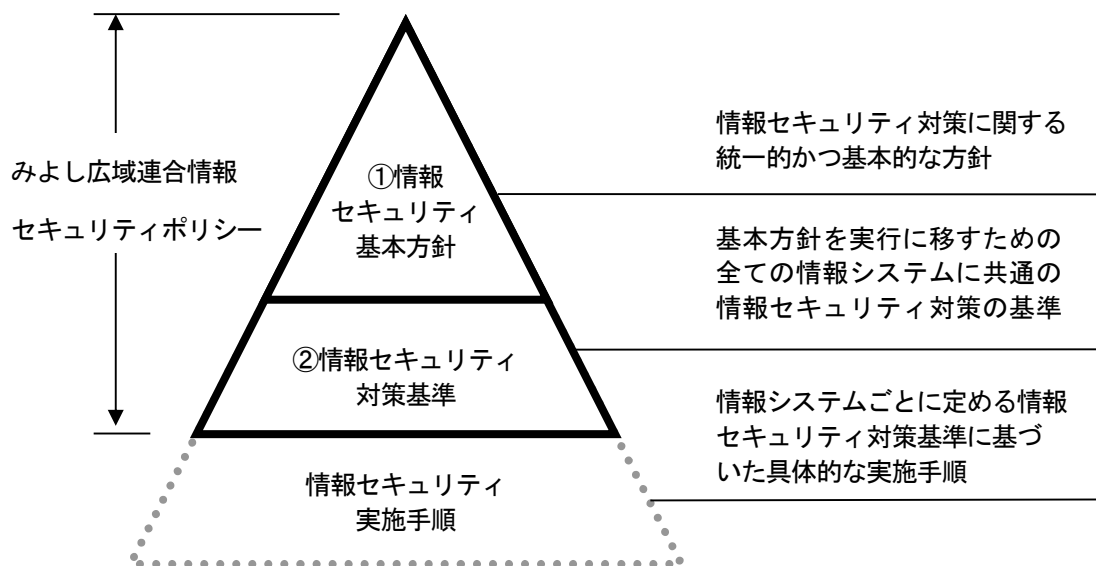 みよし広域連合情報
セキュリティポリシー
①情報
セキュリティ
基本方針
②情報セキュリティ
対策基準
情報セキュリティ
実施手順
情報セキュリティ対策に関する
統一的かつ基本的な方針
基本方針を実行に移すための
全ての情報システムに共通の
情報セキュリティ対策の基準
情報システムごとに定める情報
セキュリティ対策基準に基づ
いた具体的な実施手順